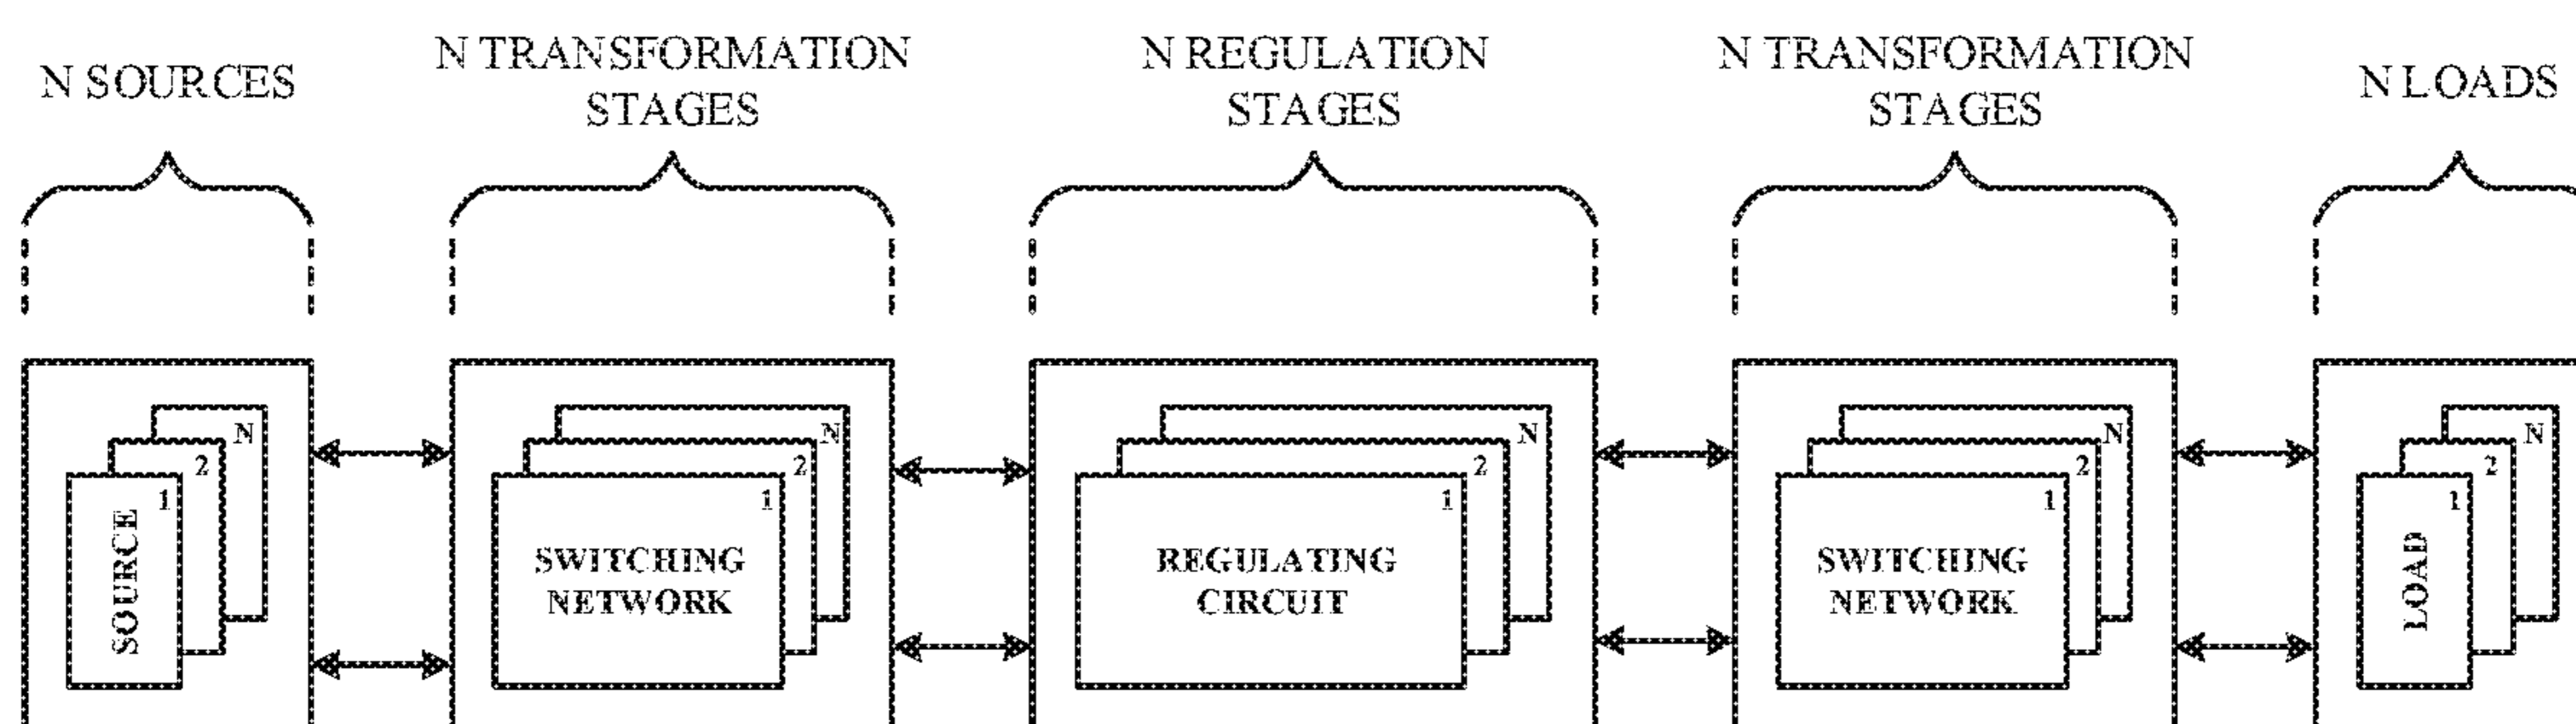 N SOURCES
N TRANSFORMATION
STAGES
N REGULATION
STAGES
N TRANSFORMATION
STAGES
N LOADS
N
2
1
SOURCE
N
2
1
SWITCHING
NETWORK
N
2
1
REGULATING
CIRCUIT
N
2
1
SWITCHING
NETWORK
N
2
1
LOAD